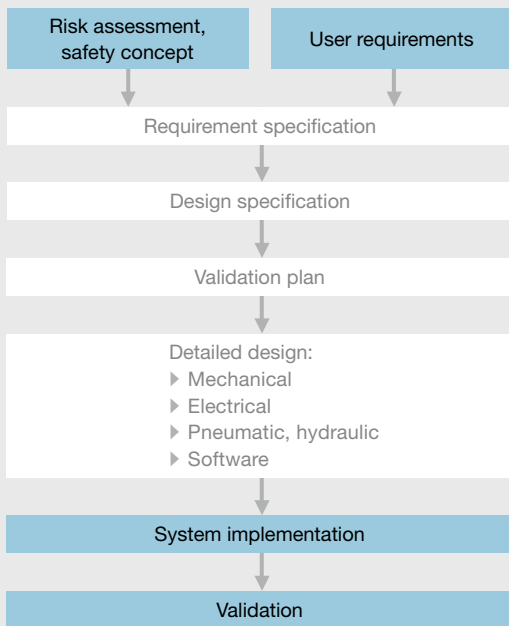 Risk assessment,
safety concept
User requirements
Requirement specification
Design specification
Validation plan
Detailed design:
Mechanical
Electrical
Pneumatic, hydraulic
Software
System implementation
Validation